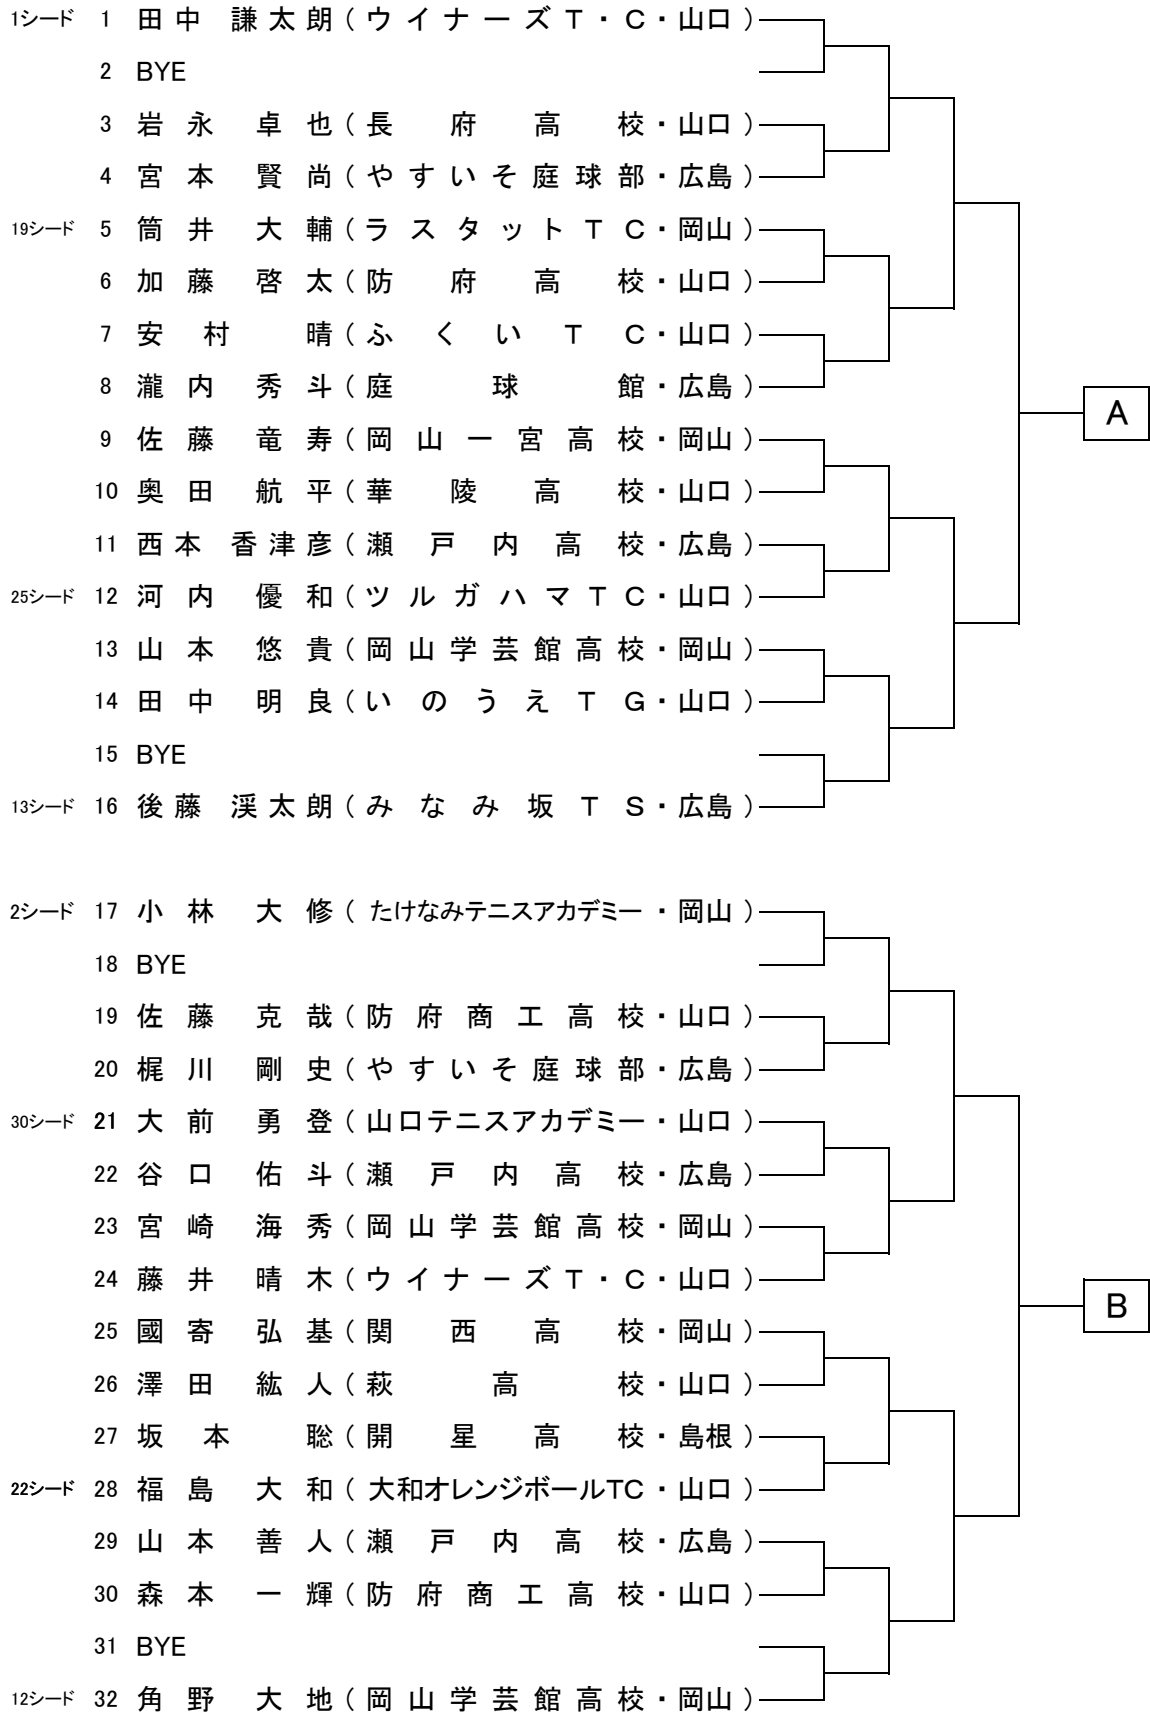 1シード 1 田中 謙太朗(ウイナーズT・C・山口)
2 BYE
3 岩永 卓也(長府高校・山口)
4 宮本 賢尚(やすいそ庭球部・広島)
19シード 5 筒井 大輔(ラスタットTC・岡山)
6 加藤 啓太(防府高校・山口)
7 安村 晴(ふくいTC・山口)
8 瀧内 秀斗(庭球館・広島)
9 佐藤 竜寿(岡山一宮高校・岡山)
10 奥田 航平(華陵高校・山口)
11 西本 香津彦(瀬戸内高校・広島)
25シード 12 河内 優和(ツルガハマTC・山口)
13 山本 悠貴(岡山学芸館高校・岡山)
14 田中 明良(いのうえTG・山口)
15 BYE
13シード 16 後藤 渓太朗(みなみ坂TS・広島)
A
2シード 17 小林 大修(たけなみテニスアカデミー・岡山)
18 BYE
19 佐藤 克哉(防府商工高校・山口)
20 梶川 剛史(やすいそ庭球部・広島)
30シード 21 大前 勇登(山口テニスアカデミー・山口)
22 谷口 佑斗(瀬戸内高校・広島)
23 宮崎 海秀(岡山学芸館高校・岡山)
24 藤井 晴木(ウイナーズT・C・山口)
25 國寄 弘基(関西高校・岡山)
26 澤田 紘人(萩高校・山口)
27 坂本 聡(開星高校・島根)
22シード 28 福島 大和(大和オレンジボールTC・山口)
29 山本 善人(瀬戸内高校・広島)
30 森本 一輝(防府商工高校・山口)
31 BYE
12シード 32 角野 大地(岡山学芸館高校・岡山)
B